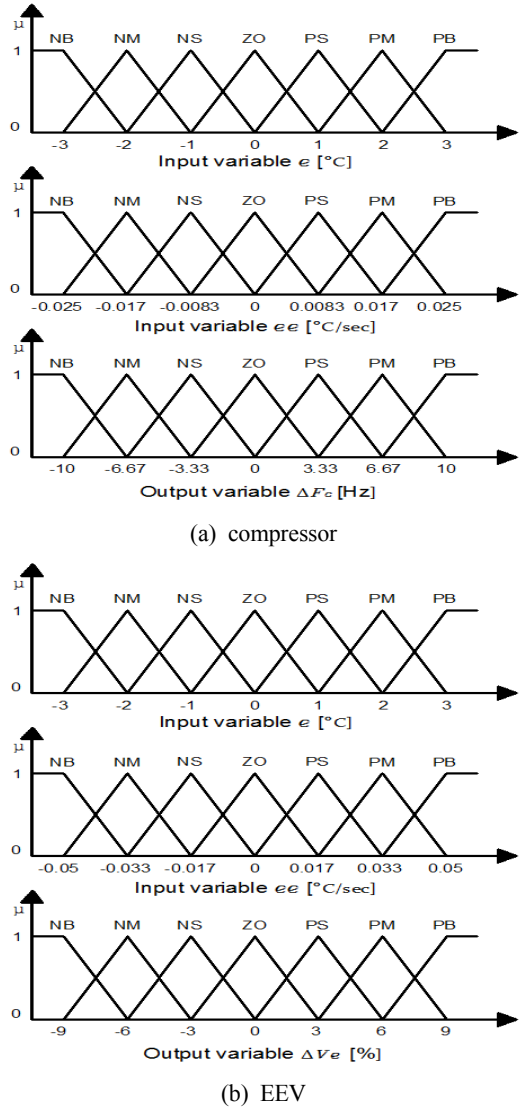 μ
NB NM NS ZO PS PM PB
1
0
-3 -2 -1 0 1 2 3
Input variable e [°C]
μ
NB NM NS ZO PS PM PB
1
0
-0.025 -0.017 -0.0083 0 0.0083 0.017 0.025
Input variable ee [°C/sec]
μ
NB NM NS ZO PS PM PB
1
0
-10 -6.67 -3.33 0 3.33 6.67 10
Output variable ΔFc [Hz]
(a) compressor
μ
NB NM NS ZO PS PM PB
1
0
-3 -2 -1 0 1 2 3
Input variable e [°C]
μ
NB NM NS ZO PS PM PB
1
0
-0.05 -0.033 -0.017 0 0.017 0.033 0.05
Input variable ee [°C/sec]
μ
NB NM NS ZO PS PM PB
1
0
-9 -6 -3 0 3 6 9
Output variable ΔVe [%]
(b) EEV